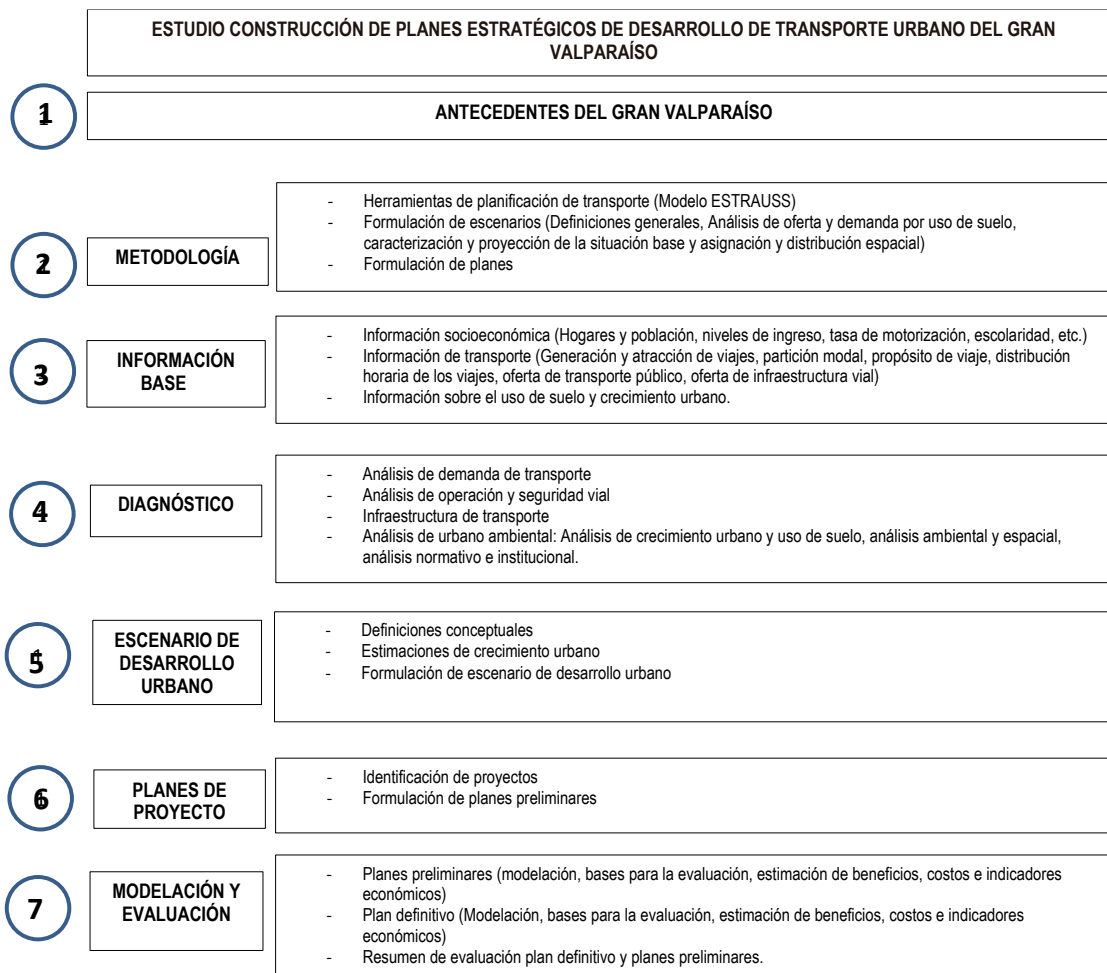 ESTUDIO CONSTRUCCIÓN DE PLANES ESTRATÉGICOS DE DESARROLLO DE TRANSPORTE URBANO DEL GRAN
VALPARAÍSO
1
ANTECEDENTES DEL GRAN VALPARAÍSO
2
METODOLOGÍA
- Herramientas de planificación de transporte (Modelo ESTRAUSS)
- Formulación de escenarios (Definiciones generales, Análisis de oferta y demanda por uso de suelo,
caracterización y proyección de la situación base y asignación y distribución espacial)
- Formulación de planes
3
INFORMACIÓN
BASE
- Información socioeconómica (Hogares y población, niveles de ingreso, tasa de motorización, escolaridad, etc.)
- Información de transporte (Generación y atracción de viajes, partición modal, propósito de viaje, distribución
horaria de los viajes, oferta de transporte público, oferta de infraestructura vial)
- Información sobre el uso de suelo y crecimiento urbano.
4
DIAGNÓSTICO
- Análisis de demanda de transporte
- Análisis de operación y seguridad vial
- Infraestructura de transporte
- Análisis de urbano ambiental: Análisis de crecimiento urbano y uso de suelo, análisis ambiental y espacial,
análisis normativo e institucional.
5
ESCENARIO DE
DESARROLLO
URBANO
- Definiciones conceptuales
- Estimaciones de crecimiento urbano
- Formulación de escenario de desarrollo urbano
6
PLANES DE
PROYECTO
- Identificación de proyectos
- Formulación de planes preliminares
7
MODELACIÓN Y
EVALUACIÓN
- Planes preliminares (modelación, bases para la evaluación, estimación de beneficios, costos e indicadores
económicos)
- Plan definitivo (Modelación, bases para la evaluación, estimación de beneficios, costos e indicadores
económicos)
- Resumen de evaluación plan definitivo y planes preliminares.